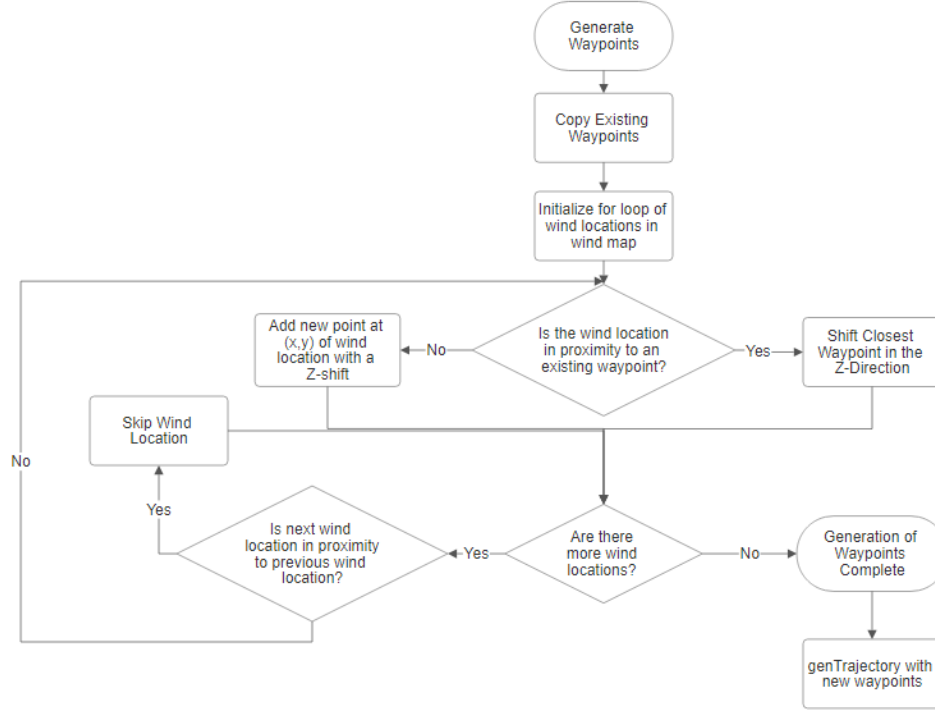 Generate
Waypoints
Copy Existing
Waypoints
Initialize for loop of
wind locations in
wind map
Add new point at
(x,y) of wind
location with a
Z-shift
No
Is the wind location
in proximity to an
existing waypoint?
Yes
Shift Closest
Waypoint in the
Z-Direction
Skip Wind
Location
No
Yes
Is next wind
location in proximity
to previous wind
location?
Yes
Are there
more wind
locations?
No
Generation of
Waypoints
Complete
genTrajectory with
new waypoints